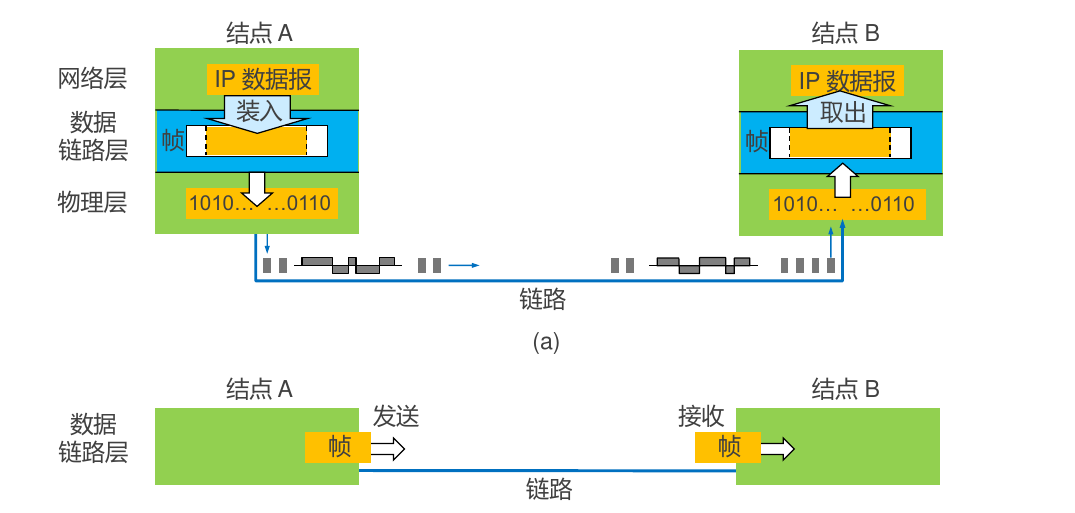 结点 A
结点 B
网络层
IP 数据报
IP 数据报
装入
取出
数据
链路层
帧
帧
物理层
1010… …0110
1010… …0110
链路
(a)
结点 A
结点 B
数据
链路层
发送
接收
帧
帧
链路